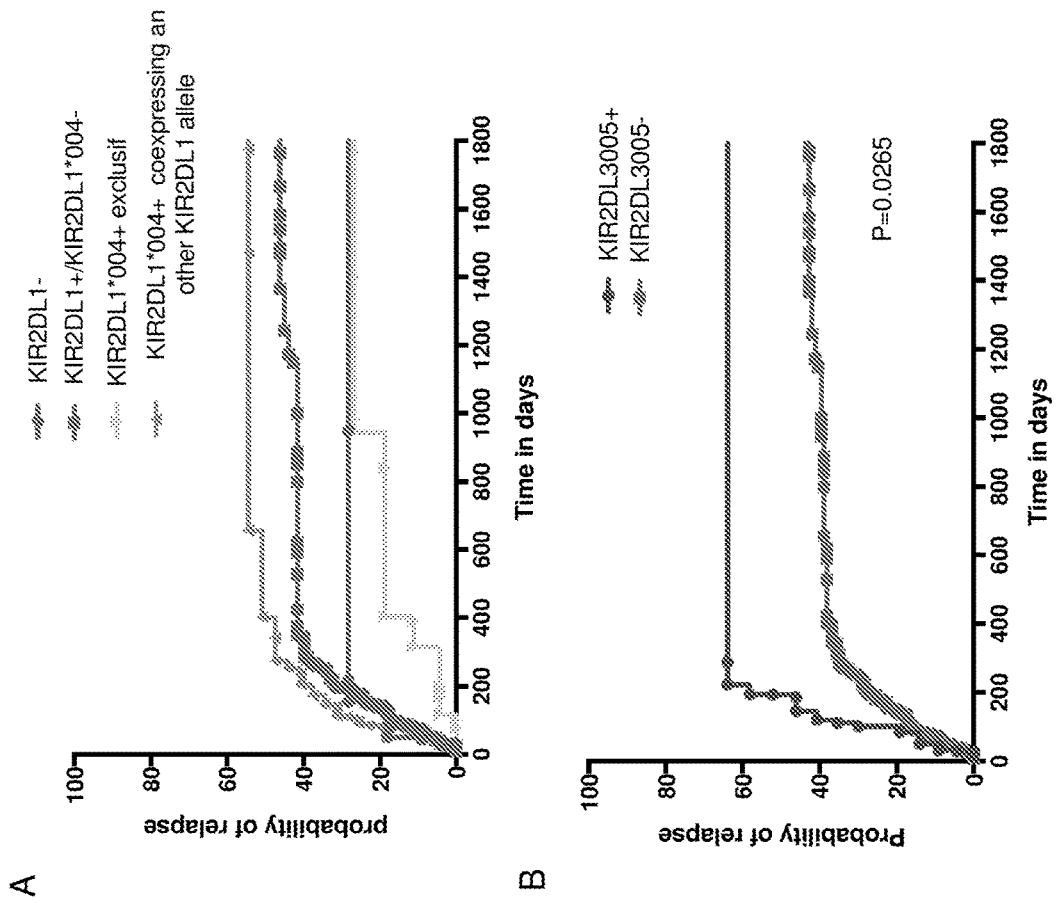 A
KIR2DL1-
KIR2DL1+/KIR2DL1*004-
KIR2DL1*004+ exclusif
KIR2DL1*004+ coexpressing an
other KIR2DL1 allele
probability of relapse
100
80
60
40
20
0
0 200 400 600 800 1000 1200 1400 1600 1800
Time in days
B
KIR2DL3005+
KIR2DL3005-
P=0.0265
Probability of relapse
100
80
60
40
20
0
0 200 400 600 800 1000 1200 1400 1600 1800
Time in days